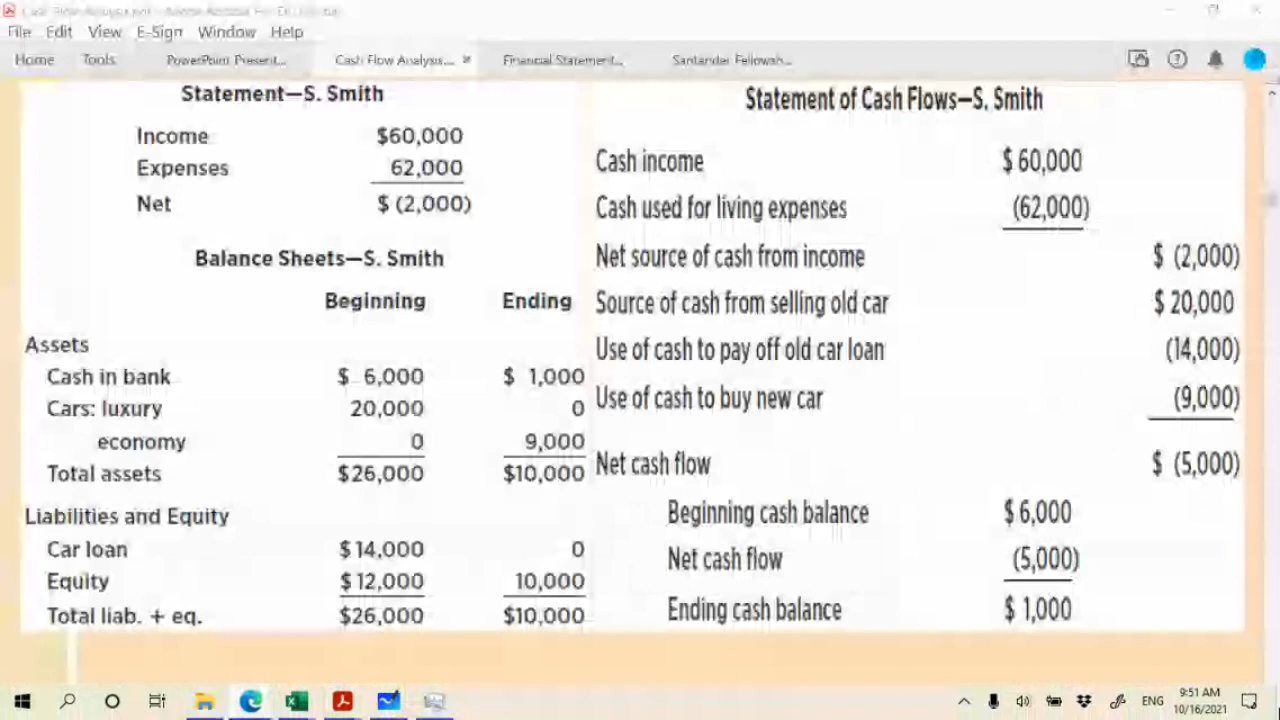 File Edit View E-Sign Window Help
Home Tools PowerPoint Present... Cash Flow Analysis... × Financial Statement... Santander Fellowsh...
Statement—S. Smith
Income $60,000
Expenses 62,000
Net $ (2,000)
Balance Sheets—S. Smith
Beginning Ending
Assets
Cash in bank $ 6,000 $ 1,000
Cars: luxury 20,000 0
economy 0 9,000
Total assets $26,000 $10,000
Liabilities and Equity
Car loan $14,000 0
Equity $12,000 10,000
Total liab. + eq. $26,000 $10,000
Statement of Cash Flows—S. Smith
Cash income $ 60,000
Cash used for living expenses (62,000)
Net source of cash from income $ (2,000)
Source of cash from selling old car $ 20,000
Use of cash to pay off old car loan (14,000)
Use of cash to buy new car (9,000)
Net cash flow $ (5,000)
Beginning cash balance $ 6,000
Net cash flow (5,000)
Ending cash balance $ 1,000
ENG
9:51 AM
10/16/2021